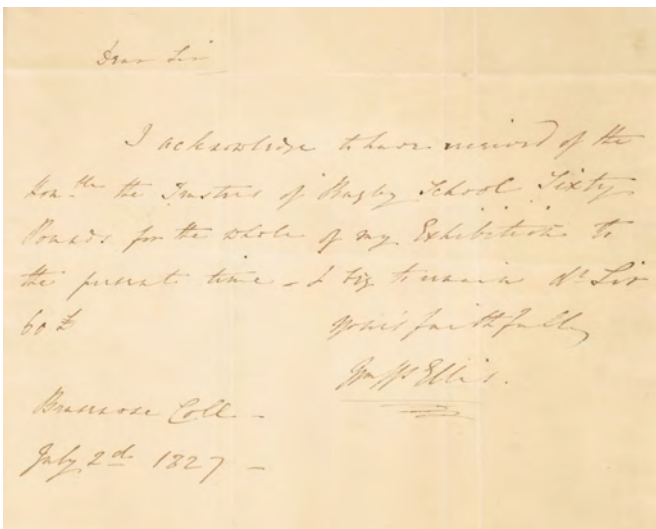 Dear Sir
I acknowledge to have received of the
Hon.ble the Trustees of Rugby School Sixty
Pounds for the whole of my Exhibition to
the present time – I beg to remain dr Sir
60 £ Yours faithfully
Wm W Ellis.
Brasenose Coll –
July 2d 1827 –